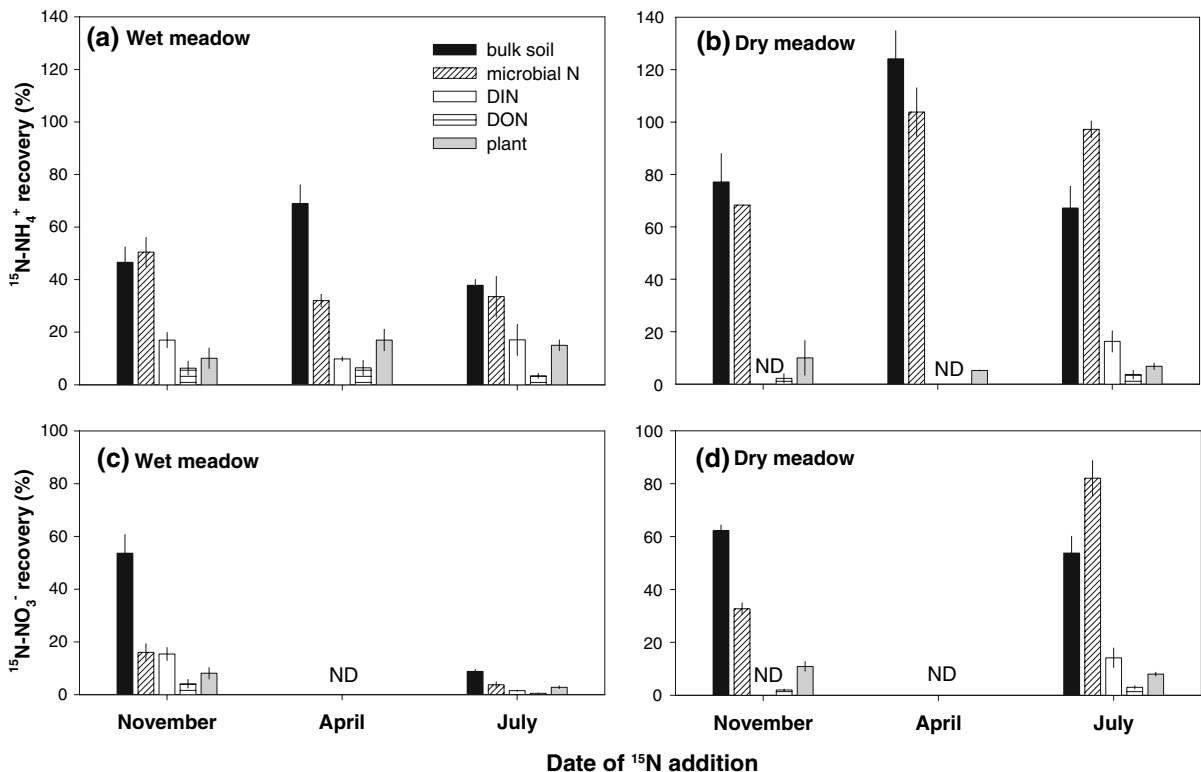 140
120
100
80
60
40
20
0
¹⁵N-NH₄⁺ recovery (%)
(a) Wet meadow
bulk soil
microbial N
DIN
DON
plant
140
120
100
80
60
40
20
0
(b) Dry meadow
ND
ND
100
80
60
40
20
0
¹⁵N-NO₃⁻ recovery (%)
(c) Wet meadow
ND
November April July
100
80
60
40
20
0
(d) Dry meadow
ND
ND
November April July
Date of ¹⁵N addition